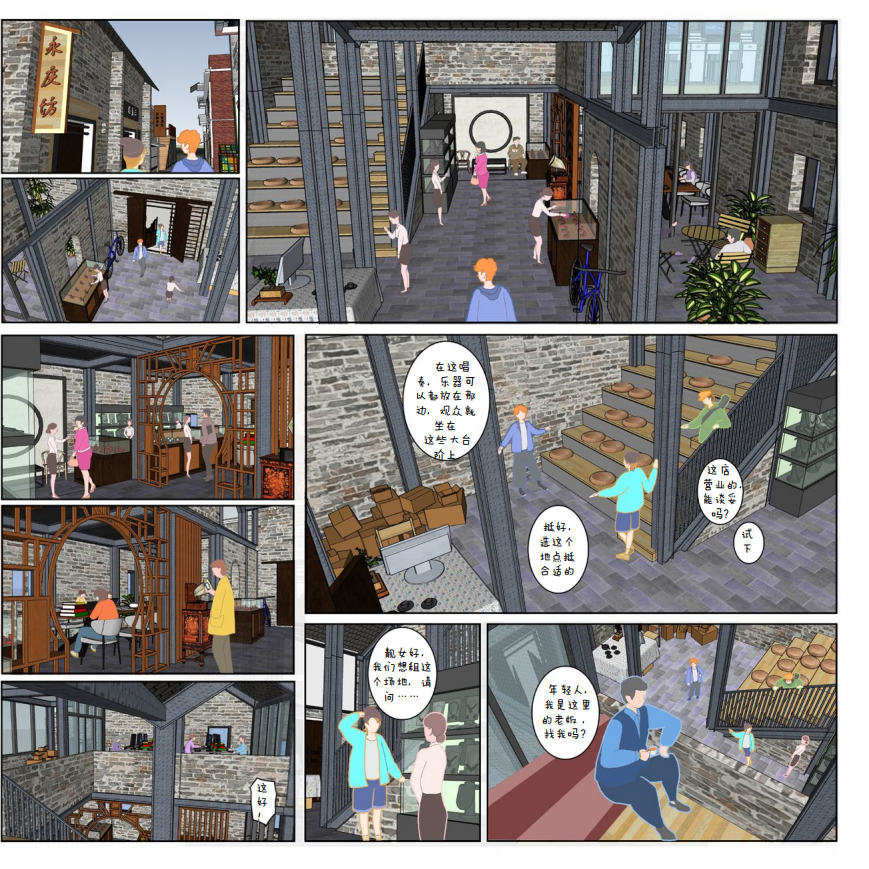 永庆坊
在这唱
奏，乐器可
以都放在那
边，观众就
坐在
这些大台
阶上
挺好，
选这个
地点挺
合适的
这店
营业的，
能谈妥
吗?
试
下
这
好
!
靓女好，
我们想租这
个场地，请
问……
年轻人，
我是这里
的老板，
找我吗?